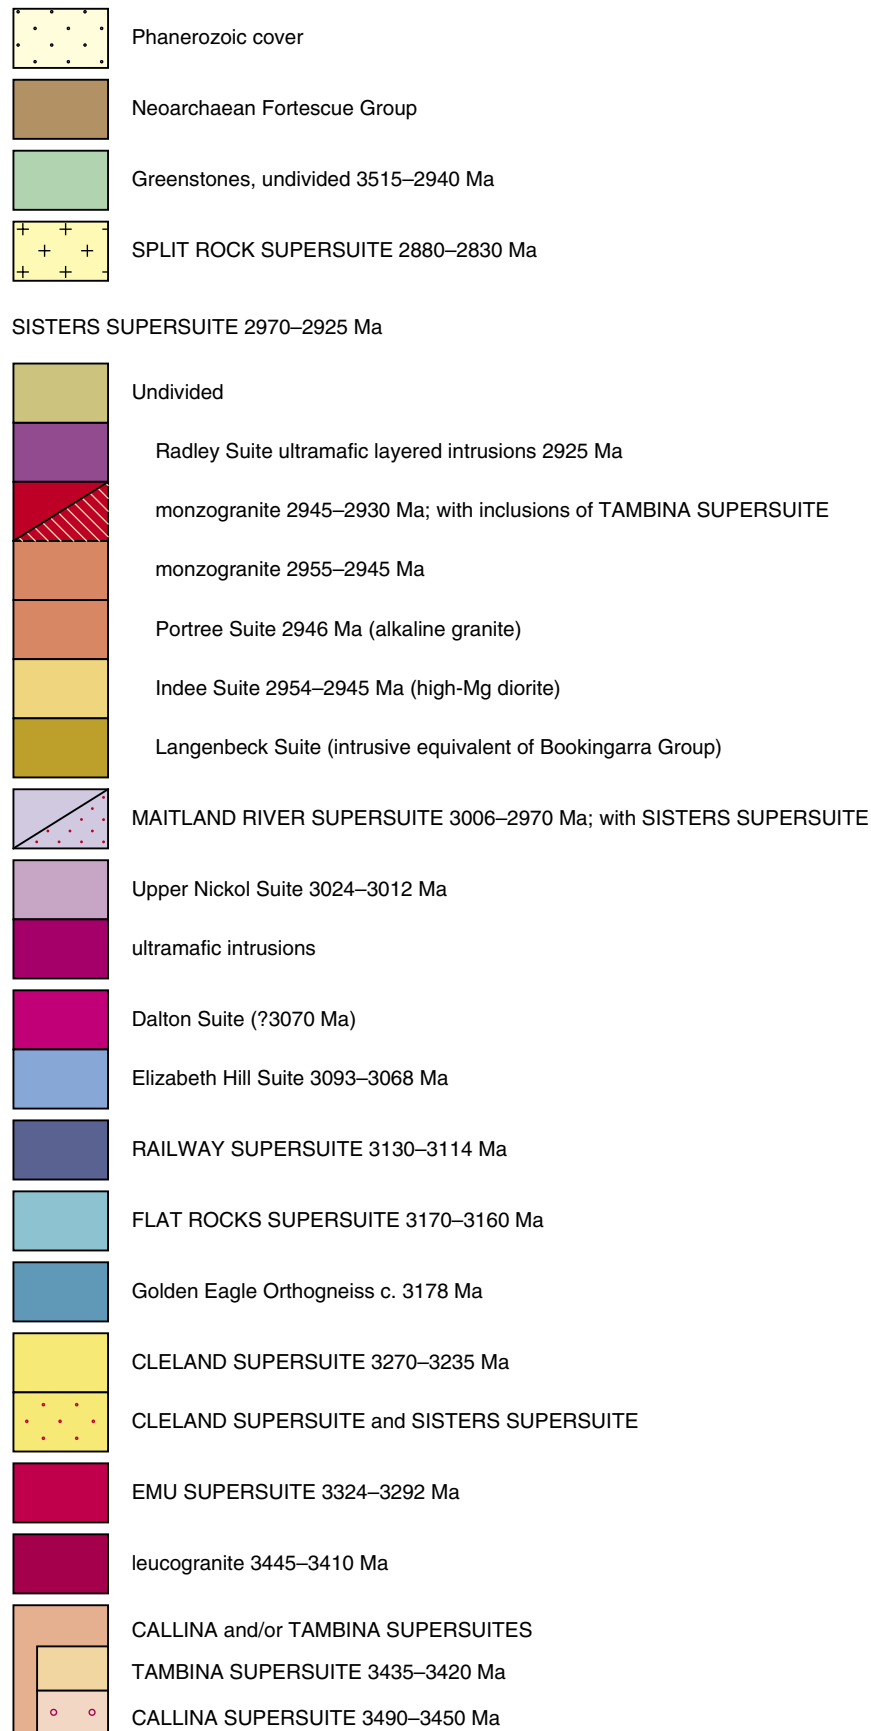 Phanerozoic cover
Neoarchaean Fortescue Group
Greenstones, undivided 3515–2940 Ma
SPLIT ROCK SUPERSUITE 2880–2830 Ma
SISTERS SUPERSUITE 2970–2925 Ma
Undivided
Radley Suite ultramafic layered intrusions 2925 Ma
monzogranite 2945–2930 Ma; with inclusions of TAMBINA SUPERSUITE
monzogranite 2955–2945 Ma
Portree Suite 2946 Ma (alkaline granite)
Indee Suite 2954–2945 Ma (high-Mg diorite)
Langenbeck Suite (intrusive equivalent of Bookingarra Group)
MAITLAND RIVER SUPERSUITE 3006–2970 Ma; with SISTERS SUPERSUITE
Upper Nickol Suite 3024–3012 Ma
ultramafic intrusions
Dalton Suite (?3070 Ma)
Elizabeth Hill Suite 3093–3068 Ma
RAILWAY SUPERSUITE 3130–3114 Ma
FLAT ROCKS SUPERSUITE 3170–3160 Ma
Golden Eagle Orthogneiss c. 3178 Ma
CLELAND SUPERSUITE 3270–3235 Ma
CLELAND SUPERSUITE and SISTERS SUPERSUITE
EMU SUPERSUITE 3324–3292 Ma
leucogranite 3445–3410 Ma
CALLINA and/or TAMBINA SUPERSUITES
TAMBINA SUPERSUITE 3435–3420 Ma
CALLINA SUPERSUITE 3490–3450 Ma